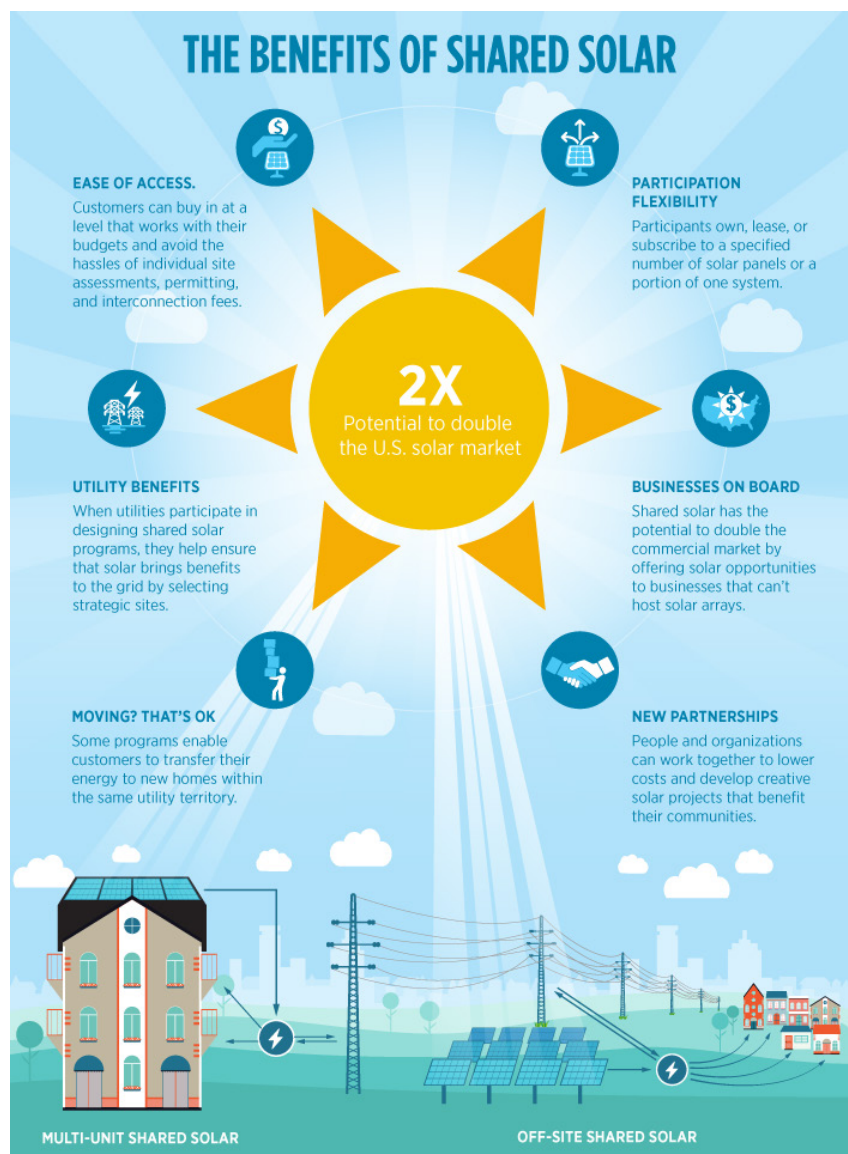 THE BENEFITS OF SHARED SOLAR
EASE OF ACCESS.
Customers can buy in at a
level that works with their
budgets and avoid the
hassles of individual site
assessments, permitting,
and interconnection fees.
PARTICIPATION
FLEXIBILITY
Participants own, lease, or
subscribe to a specified
number of solar panels or a
portion of one system.
2X
Potential to double
the U.S. solar market
UTILITY BENEFITS
When utilities participate in
designing shared solar
programs, they help ensure
that solar brings benefits
to the grid by selecting
strategic sites.
BUSINESSES ON BOARD
Shared solar has the
potential to double the
commercial market by
offering solar opportunities
to businesses that can't
host solar arrays.
MOVING? THAT'S OK
Some programs enable
customers to transfer their
energy to new homes within
the same utility territory.
NEW PARTNERSHIPS
People and organizations
can work together to lower
costs and develop creative
solar projects that benefit
their communities.
MULTI-UNIT SHARED SOLAR
OFF-SITE SHARED SOLAR